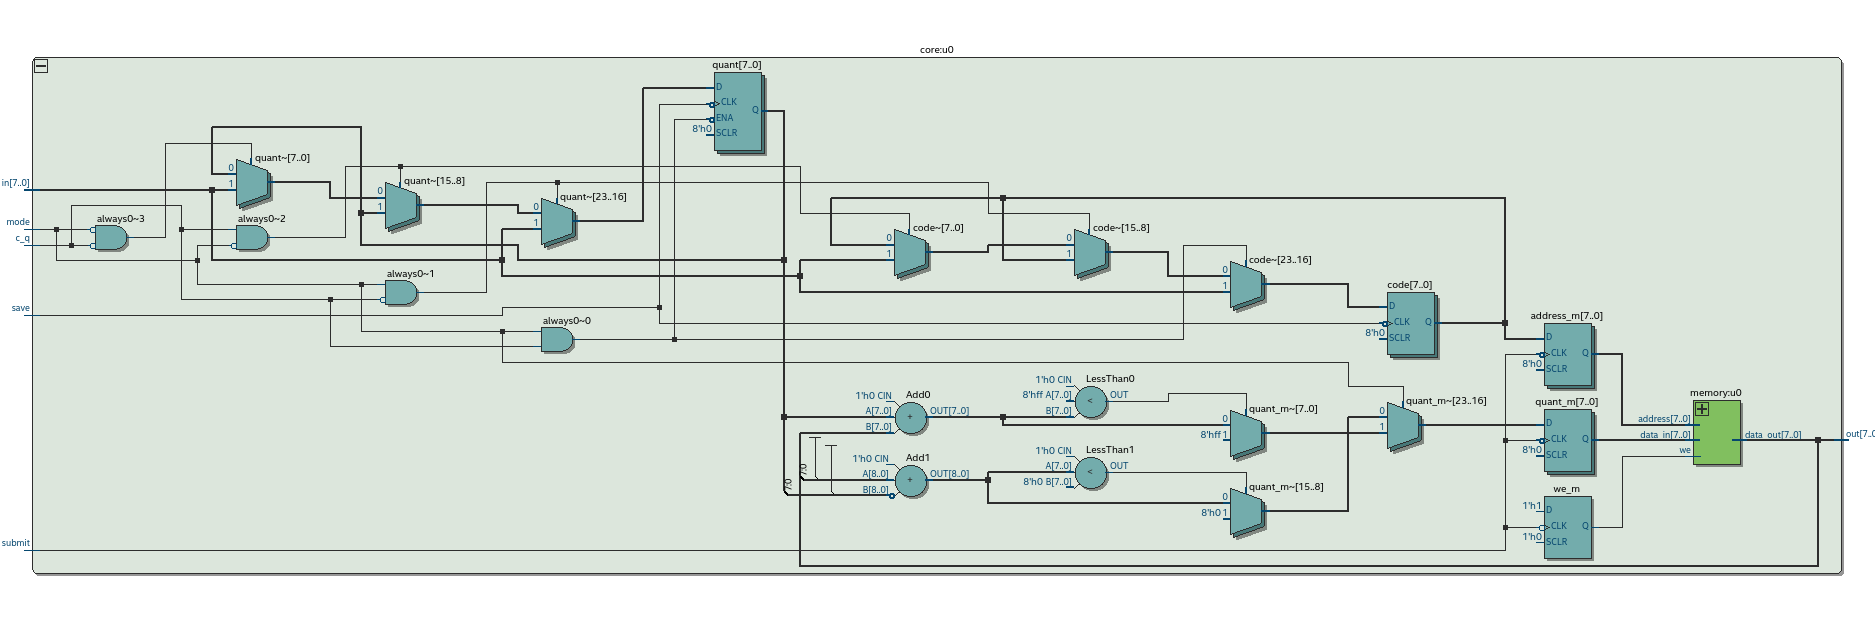 core:u0
quant[7..0]
D
CLK
ENA
8'h0
SCLR
Q
quant~[7..0]
0
1
in[7..0]
quant~[15..8]
0
1
quant~[23..16]
0
1
mode
c_q
always0~3
always0~2
code~[7..0]
0
1
code~[15..8]
0
1
always0~1
code~[23..16]
0
1
save
always0~0
code[7..0]
D
CLK
8'h0
SCLR
Q
address_m[7..0]
D
CLK
8'h0
SCLR
Q
Add0
1'h0 CIN
A[7..0]
B[7..0]
+
OUT[7..0]
LessThan0
1'h0 CIN
8'hff A[7..0]
B[7..0]
<
OUT
quant_m~[7..0]
0
8'hff 1
quant_m~[23..16]
0
1
quant_m[7..0]
D
CLK
8'h0
SCLR
Q
memory:u0
address[7..0]
data_in[7..0]
we
data_out[7..0]
out[7..0
7:0
7:0
Add1
1'h0 CIN
A[8..0]
B[8..0]
+
OUT[8..0]
LessThan1
1'h0 CIN
A[7..0]
8'h0 B[7..0]
<
OUT
quant_m~[15..8]
0
8'h0 1
we_m
1'h1
D
CLK
1'h0
SCLR
Q
submit